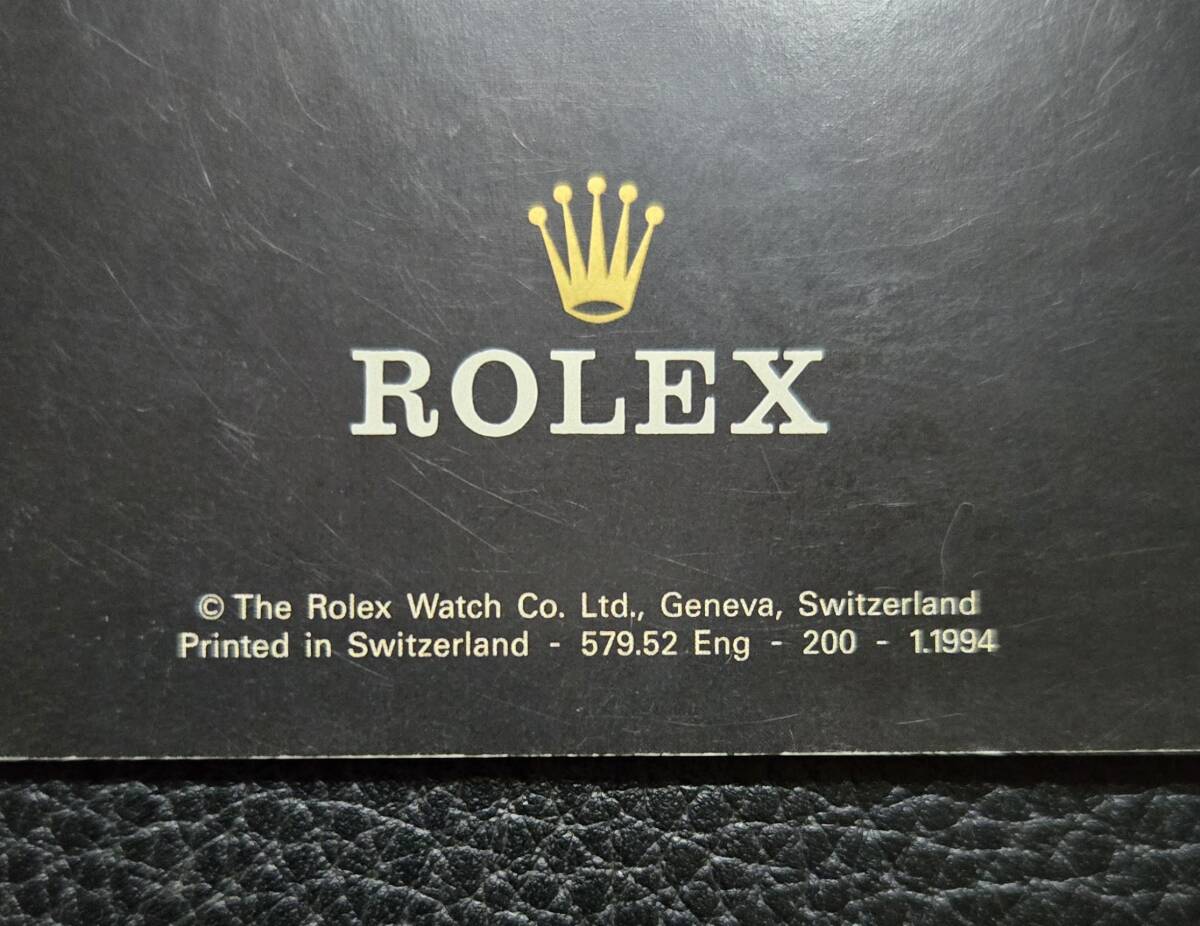 ROLEX
© The Rolex Watch Co. Ltd., Geneva, Switzerland
Printed in Switzerland - 579.52 Eng - 200 - 1.1994